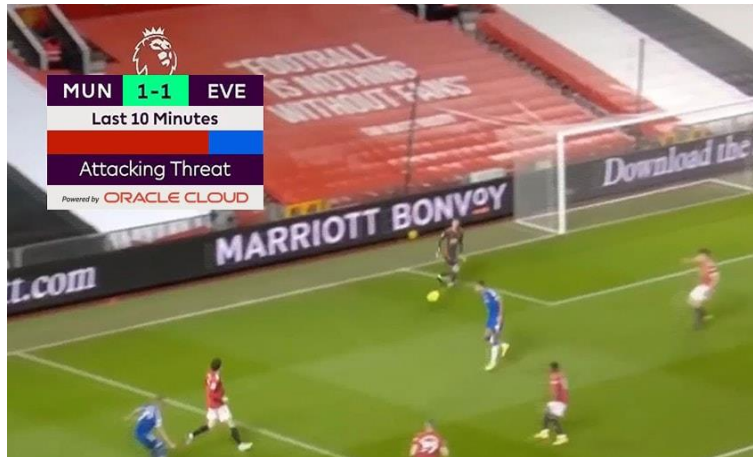 MUN 1-1 EVE
Last 10 Minutes
Attacking Threat
Powered by ORACLE CLOUD
"FOOTBALL
IS NOTHING
WITHOUT FANS"
Download the
MARRIOTT BONVOY
t.com
19